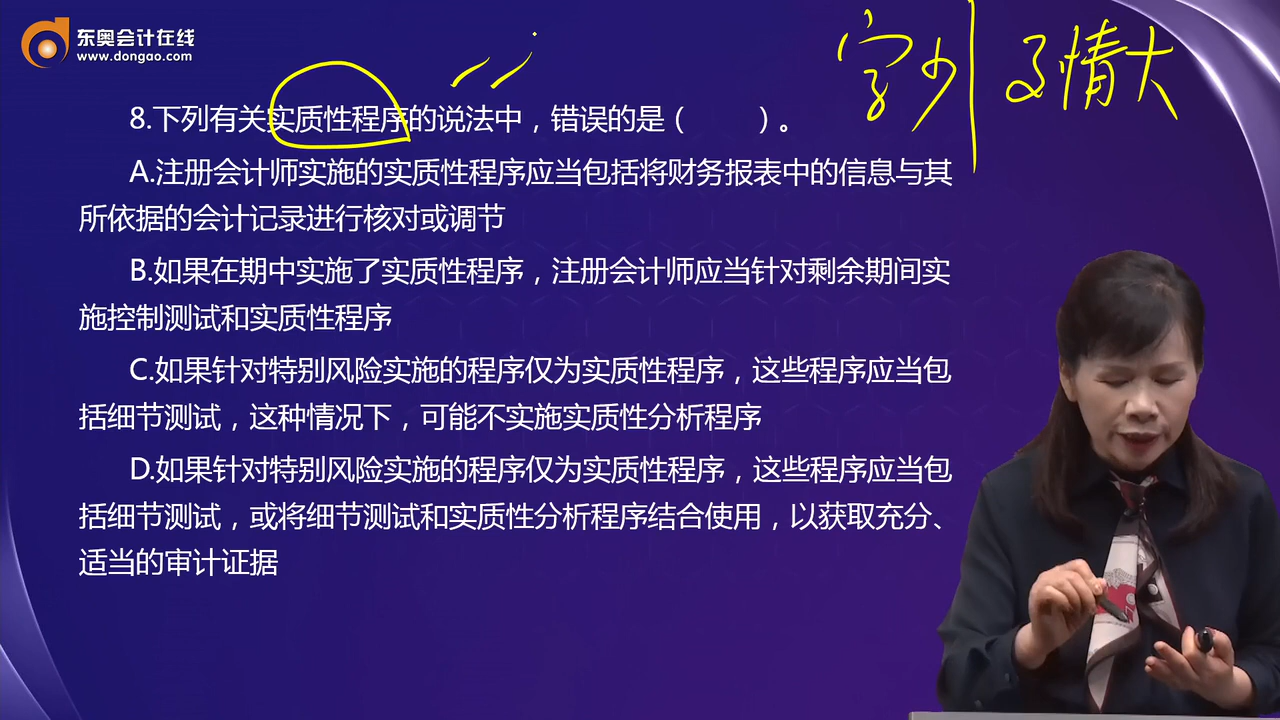 东奥会计在线
www.dongao.com
字少 事情大
8.下列有关实质性程序的说法中，错误的是（　　）。
A.注册会计师实施的实质性程序应当包括将财务报表中的信息与其
所依据的会计记录进行核对或调节
B.如果在期中实施了实质性程序，注册会计师应当针对剩余期间实
施控制测试和实质性程序
C.如果针对特别风险实施的程序仅为实质性程序，这些程序应当包
括细节测试，这种情况下，可能不实施实质性分析程序
D.如果针对特别风险实施的程序仅为实质性程序，这些程序应当包
括细节测试，或将细节测试和实质性分析程序结合使用，以获取充分、
适当的审计证据